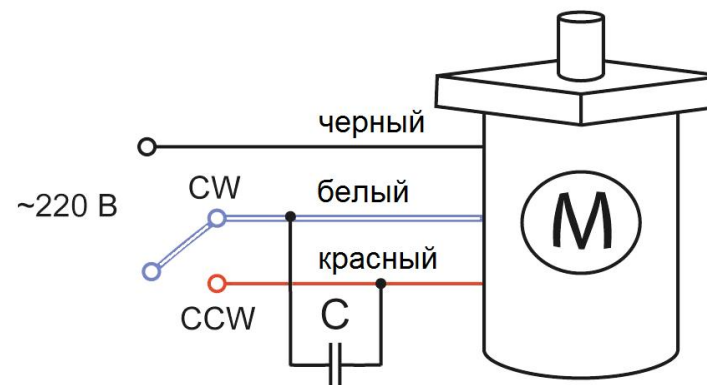 черный
~220 В
CW
белый
красный
CCW
C
M